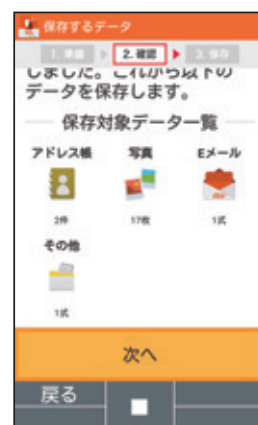 保存するデータ
1. 準備 2. 確認 3. 保存
しました。これから以下の
データを保存します。
保存対象データ一覧
アドレス帳 写真 Eメール
2件 17枚 1式
その他
1式
次へ
戻る